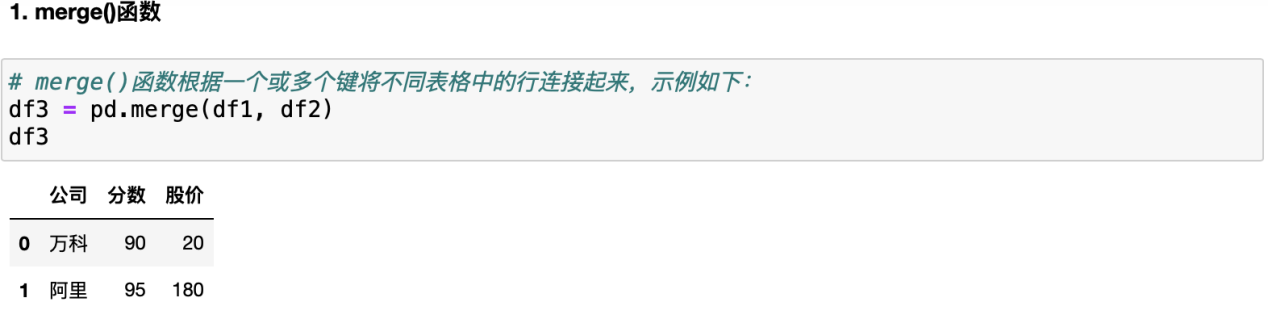 1. merge()函数
# merge()函数根据一个或多个键将不同表格中的行连接起来，示例如下：
df3 = pd.merge(df1, df2)
df3
公司 分数 股价
0 万科 90 20
1 阿里 95 180